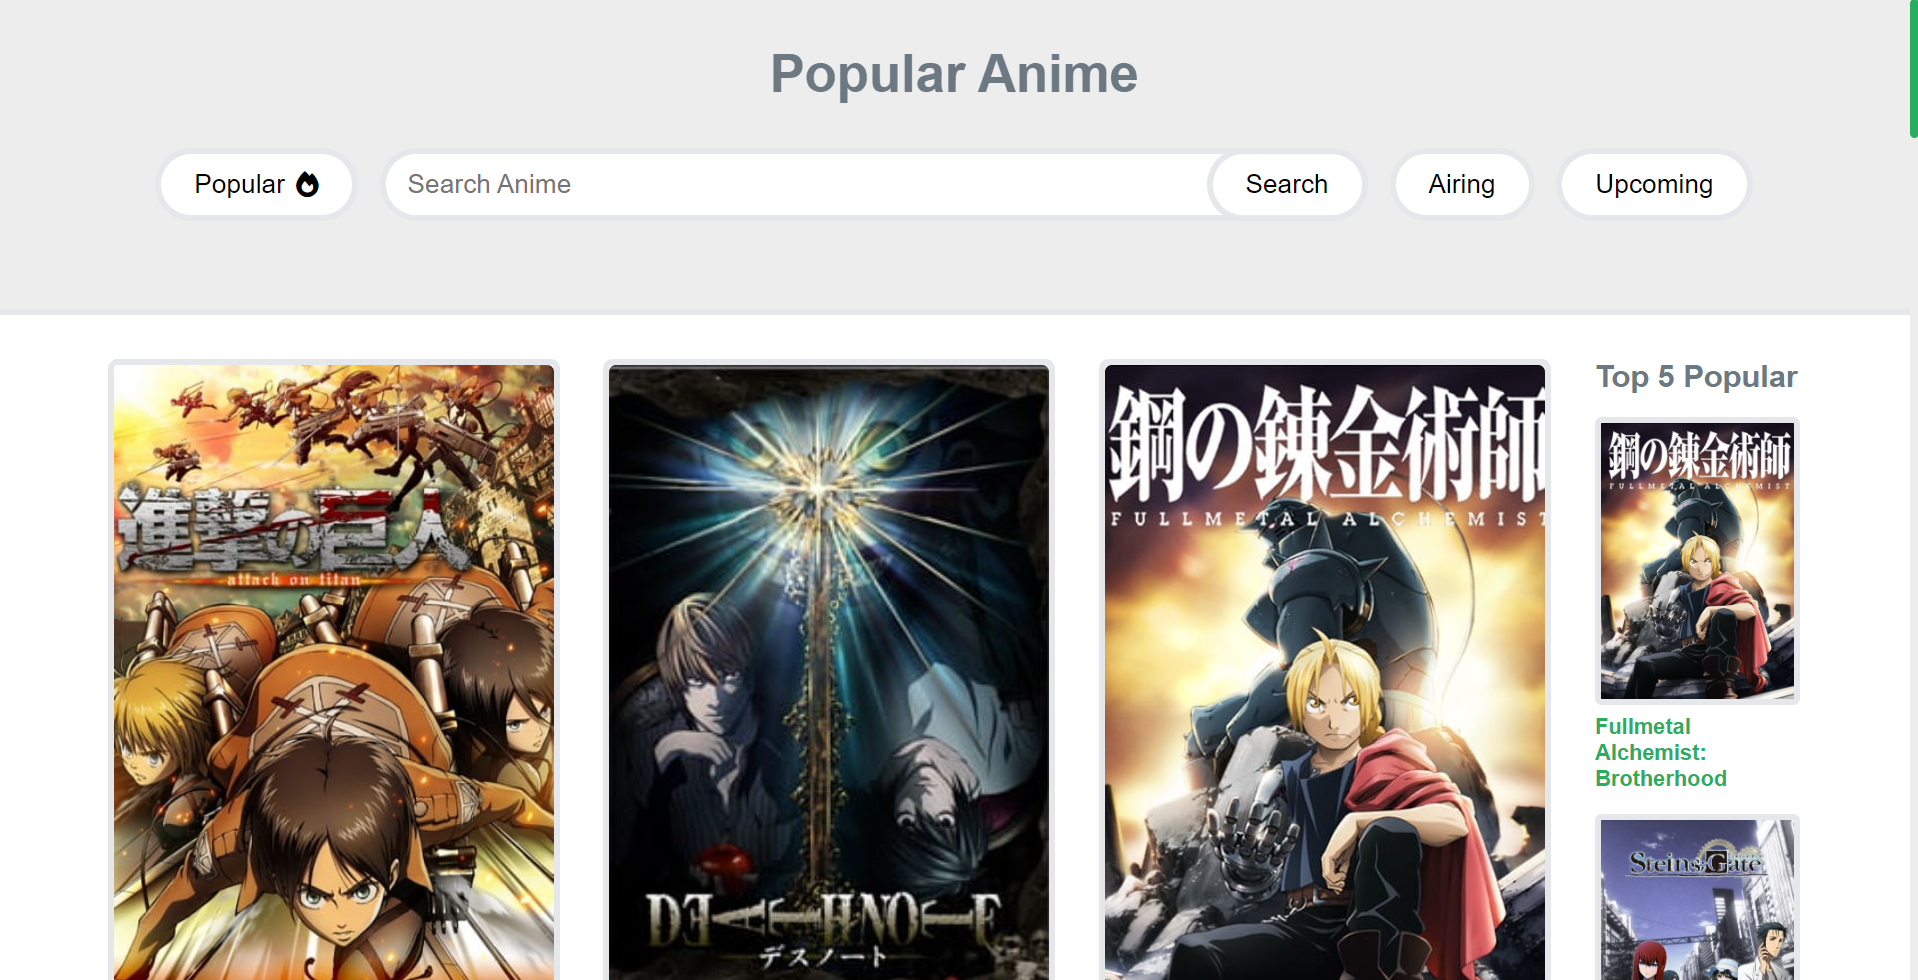 Popular Anime
Popular
Search Anime
Search
Airing
Upcoming
進撃の巨人
attack on titan
DEATH NOTE
デスノート
鋼の錬金術師
FULLMETAL ALCHEMIST
Top 5 Popular
鋼の錬金術師
FULLMETAL ALCHEMIST
Fullmetal
Alchemist:
Brotherhood
Steins;Gate